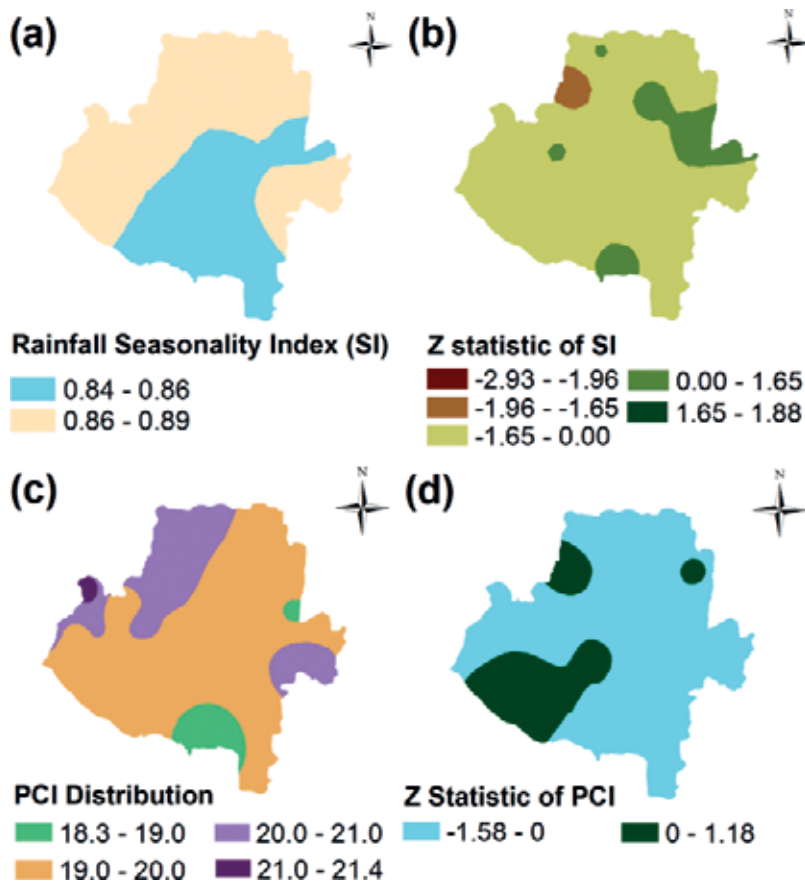 (a)
N
(b)
N
Rainfall Seasonality Index (SI)
0.84 - 0.86
0.86 - 0.89
Z statistic of SI
-2.93 - -1.96
-1.96 - -1.65
-1.65 - 0.00
0.00 - 1.65
1.65 - 1.88
(c)
N
(d)
N
PCI Distribution
18.3 - 19.0
19.0 - 20.0
20.0 - 21.0
21.0 - 21.4
Z Statistic of PCI
-1.58 - 0
0 - 1.18